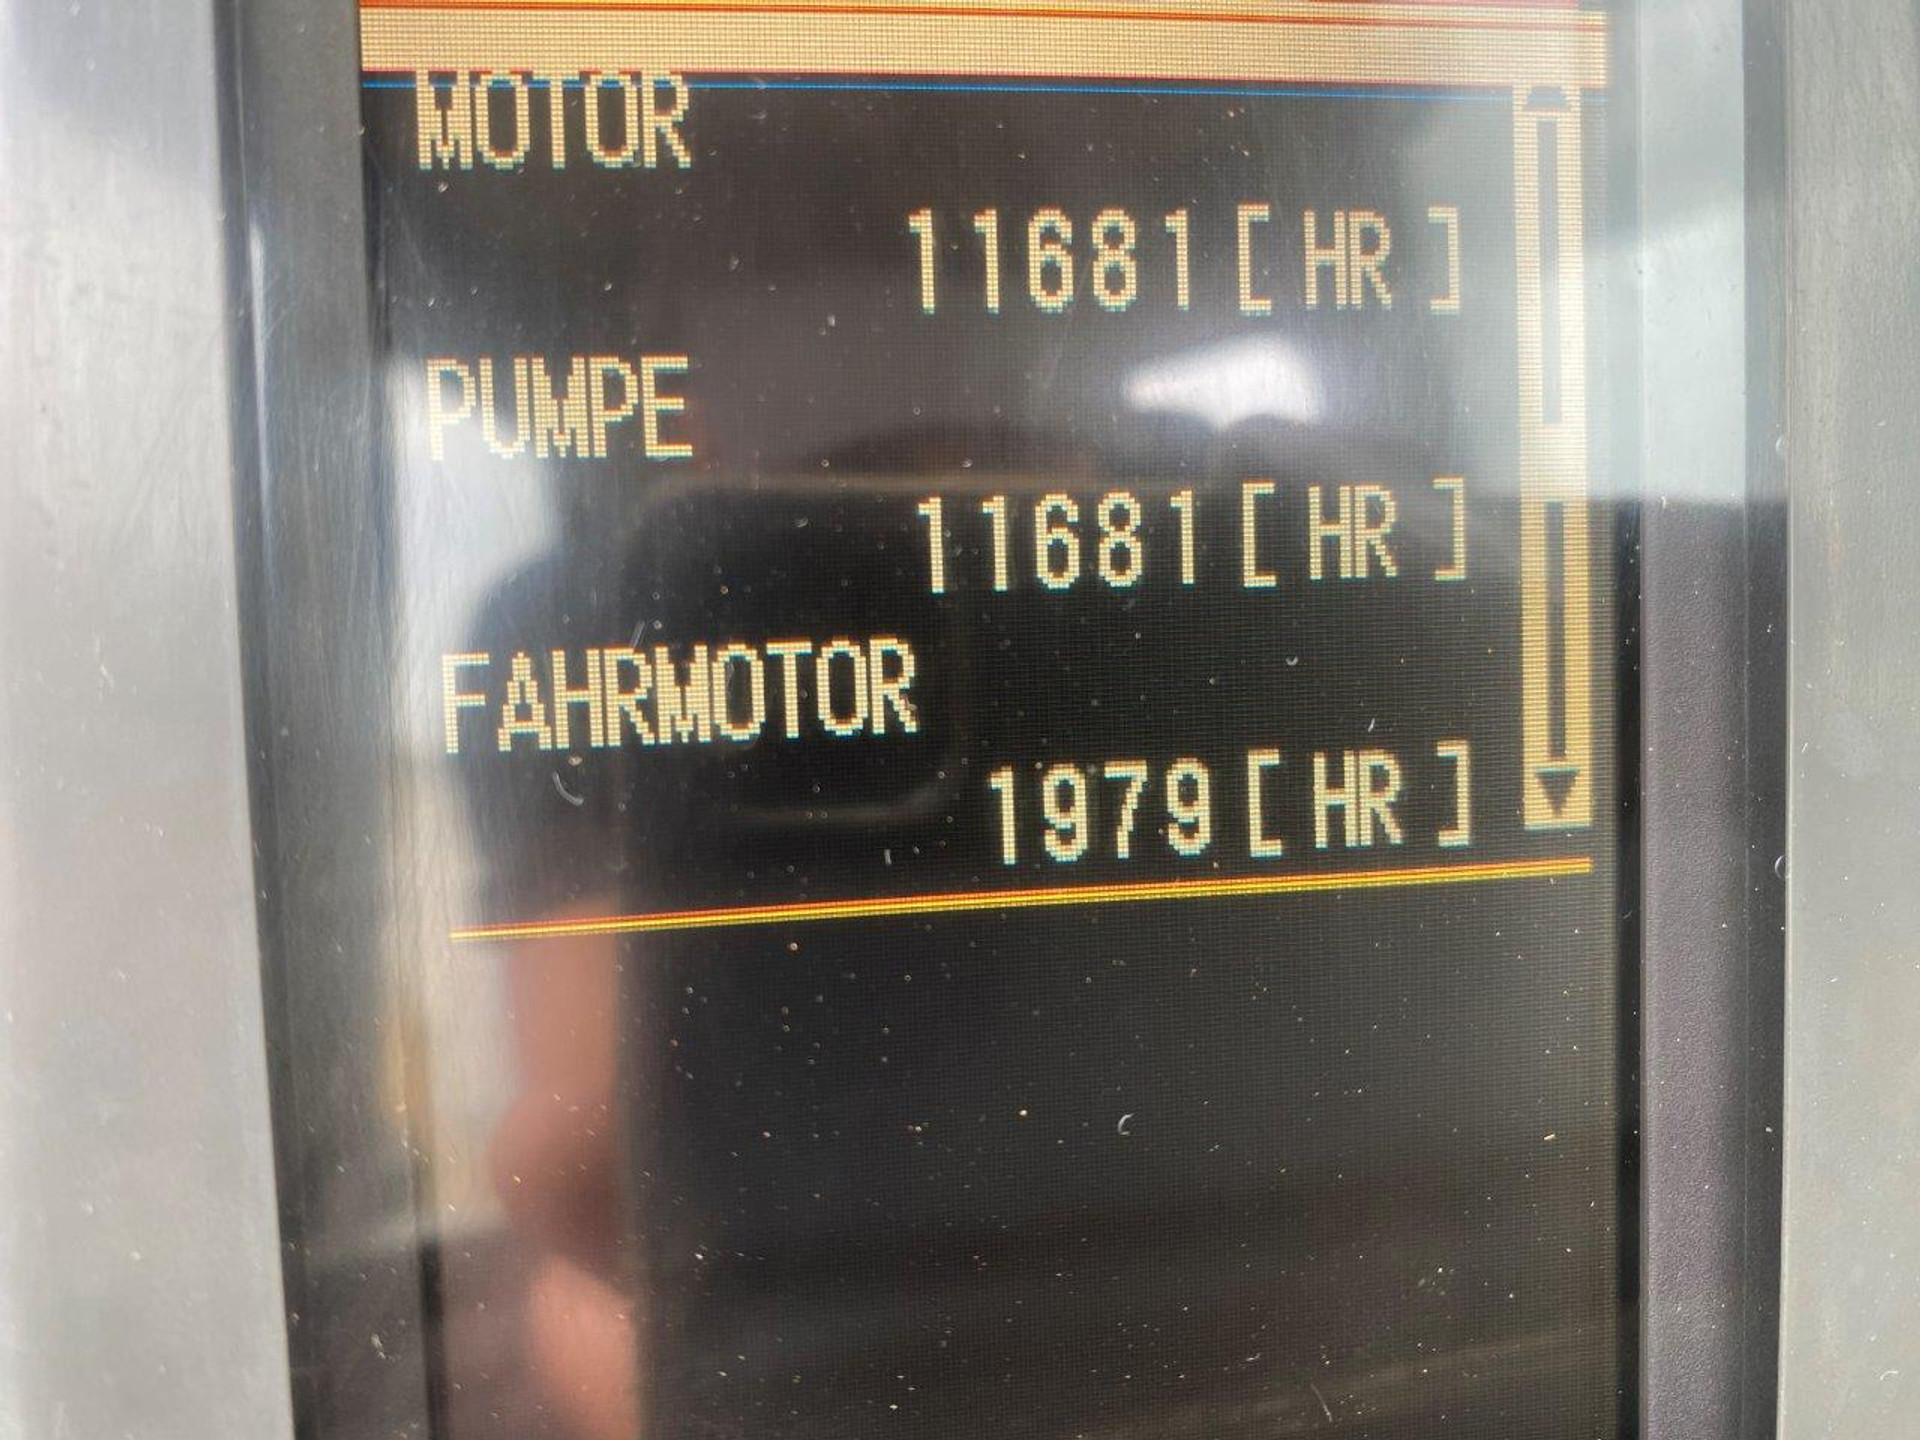 MOTOR
11681[HR]
PUMPE
11681[HR]
FAHRMOTOR
1979[HR]